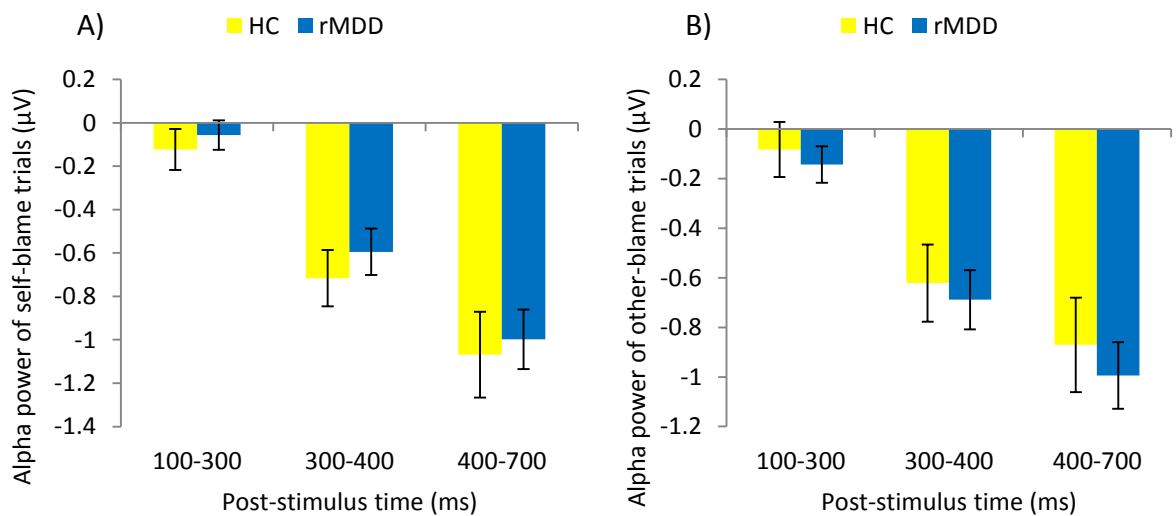 A)
HC rMDD
Alpha power of self-blame trials (µV)
0.2
0
-0.2
-0.4
-0.6
-0.8
-1
-1.2
-1.4
100-300 300-400 400-700
Post-stimulus time (ms)
B)
HC rMDD
Alpha power of other-blame trials (µV)
0.2
0
-0.2
-0.4
-0.6
-0.8
-1
-1.2
100-300 300-400 400-700
Post-stimulus time (ms)